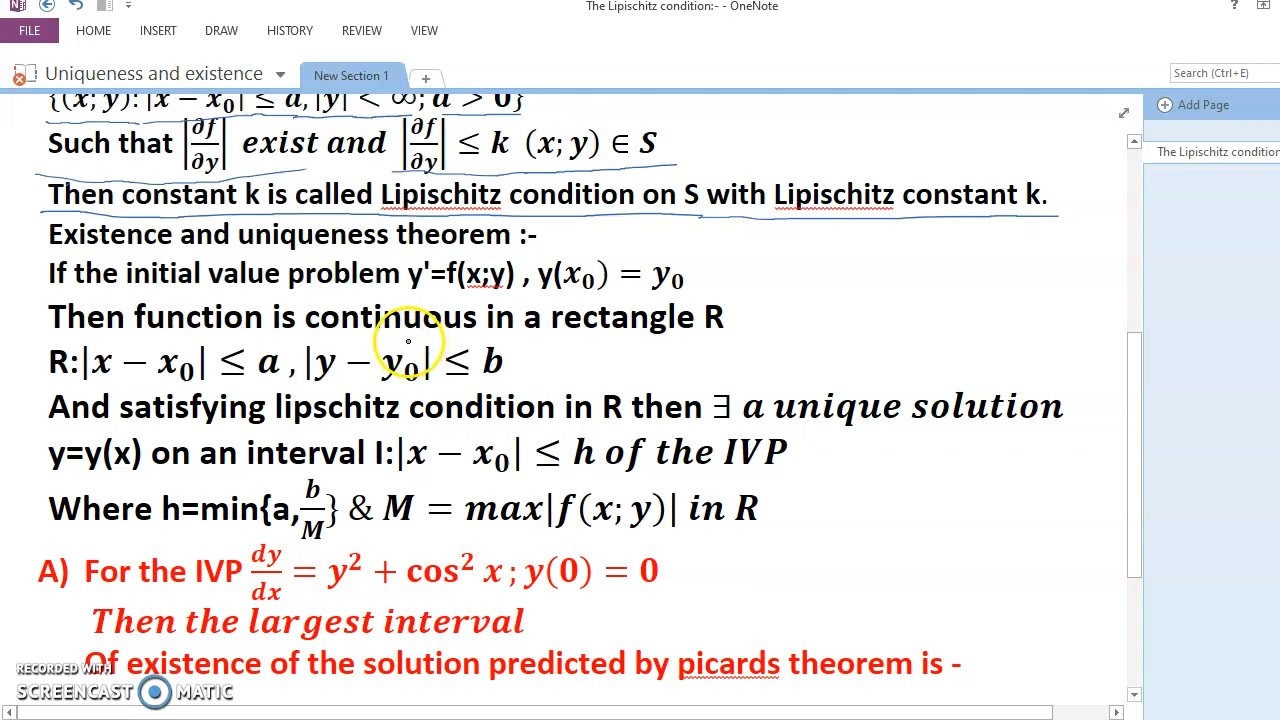 The Lipischitz condition:- - OneNote
FILE HOME INSERT DRAW HISTORY REVIEW VIEW
Uniqueness and existence New Section 1 Search (Ctrl+E)
Add Page
The Lipischitz condition
{(x; y): |x − x₀| ≤ a, |y| < ∞; a > 0}
Such that |∂f/∂y| exist and |∂f/∂y| ≤ k (x; y) ∈ S
Then constant k is called Lipischitz condition on S with Lipischitz constant k.
Existence and uniqueness theorem :-
If the initial value problem y'=f(x;y) , y(x₀) = y₀
Then function is continuous in a rectangle R
R:|x − x₀| ≤ a , |y − y₀| ≤ b
And satisfying lipschitz condition in R then ∃ a unique solution
y=y(x) on an interval I:|x − x₀| ≤ h of the IVP
Where h=min{a, b/M} & M = max|f(x; y)| in R
A) For the IVP dy/dx = y² + cos² x ; y(0) = 0
Then the largest interval
Of existence of the solution predicted by picards theorem is -
RECORDED WITH
SCREENCAST MATIC